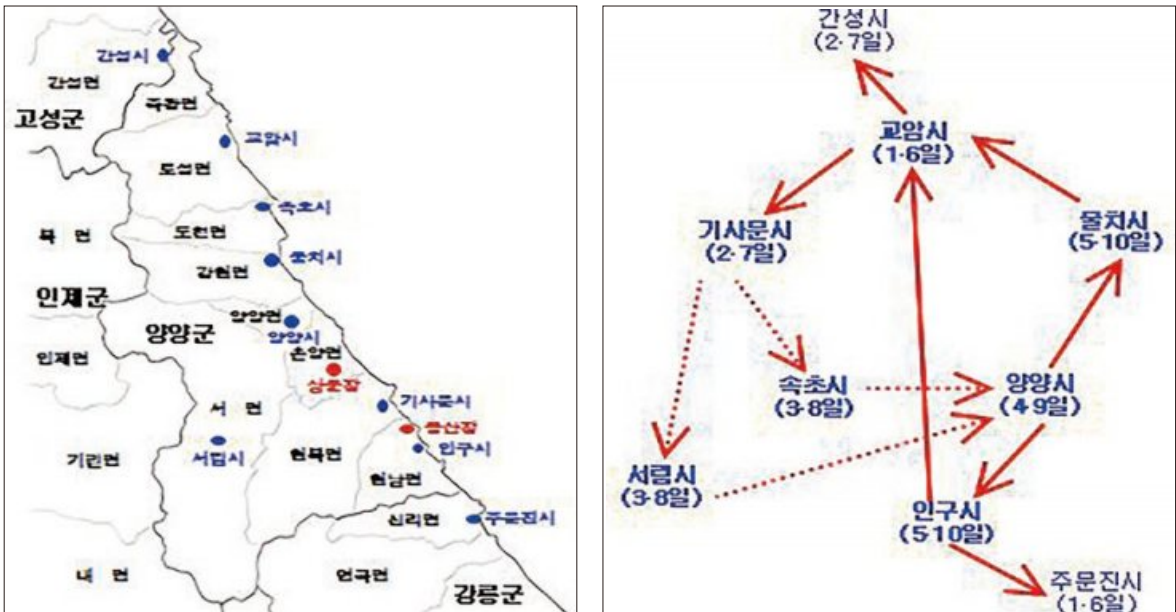 간성시
간성면
고성군
죽왕면
교암시
토성면
속초시
도천면
북 면
물치시
강현면
인제군
양양면
양양군
양양시
인제면
손양면
상운장
서 면
기사문시
동산장
서림시
인구시
기린면
현북면
현남면
신리면
주문진시
내 면
연곡면
강릉군
간성시
(2·7일)
교암시
(1·6일)
기사문시
(2·7일)
물치시
(5·10일)
속초시
(3·8일)
양양시
(4·9일)
서림시
(3·8일)
인구시
(5·10일)
주문진시
(1·6일)